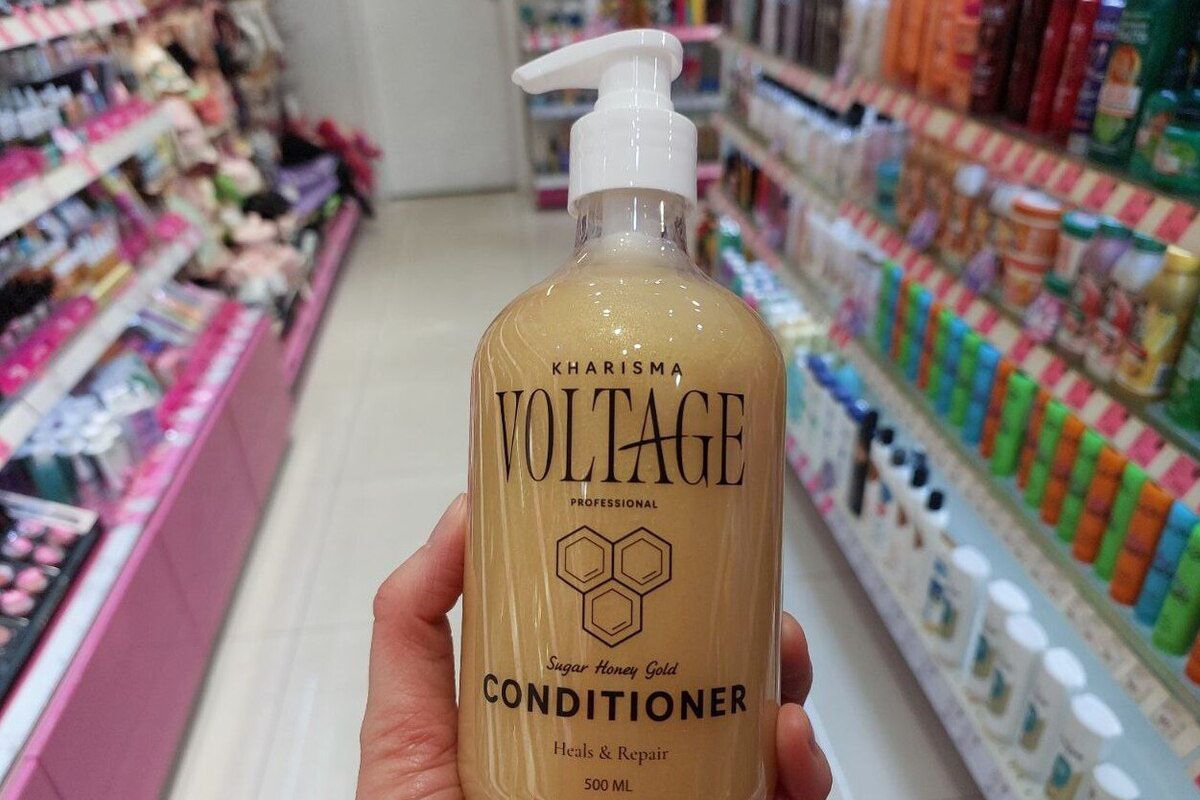 KHARISMA
VOLTAGE
PROFESSIONAL
Sugar Honey Gold
CONDITIONER
Heals & Repair
500 ML